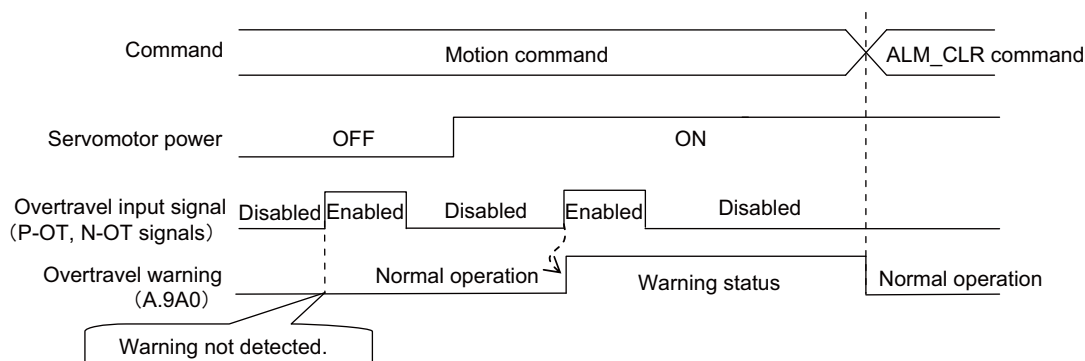 Command
Motion command
ALM_CLR command
Servomotor power
OFF
ON
Overtravel input signal
(P-OT, N-OT signals)
Disabled
Enabled
Disabled
Enabled
Disabled
Overtravel warning
(A.9A0)
Normal operation
Warning status
Normal operation
Warning not detected.